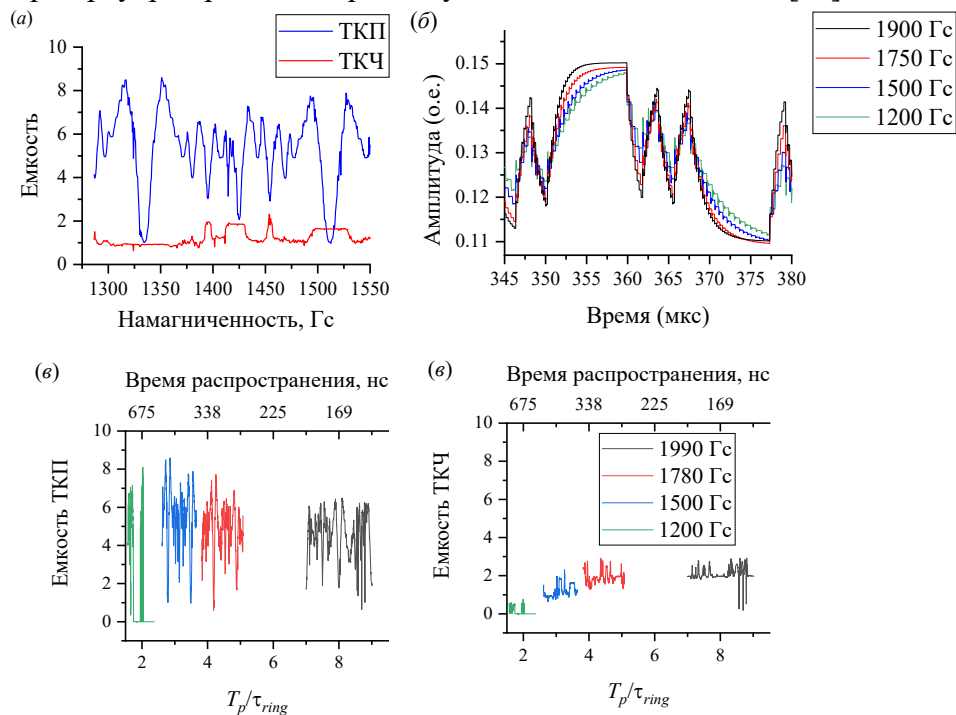 (а)
ТКП
ТКЧ
10
8
6
4
2
0
1300 1350 1400 1450 1500 1550
Емкость
Намагниченность, Гс
(б)
1900 Гс
1750 Гс
1500 Гс
1200 Гс
0.15
0.14
0.13
0.12
0.11
345 350 355 360 365 370 375 380
Амплитуда (о.е.)
Время (мкс)
(в)
Время распространения, нс
675 338 225 169
10
8
6
4
2
0
2 4 6 8
Емкость ТКП
Tp/τring
(в)
Время распространения, нс
675 338 225 169
1990 Гс
1780 Гс
1500 Гс
1200 Гс
10
8
6
4
2
0
2 4 6 8
Емкость ТКЧ
Tp/τring